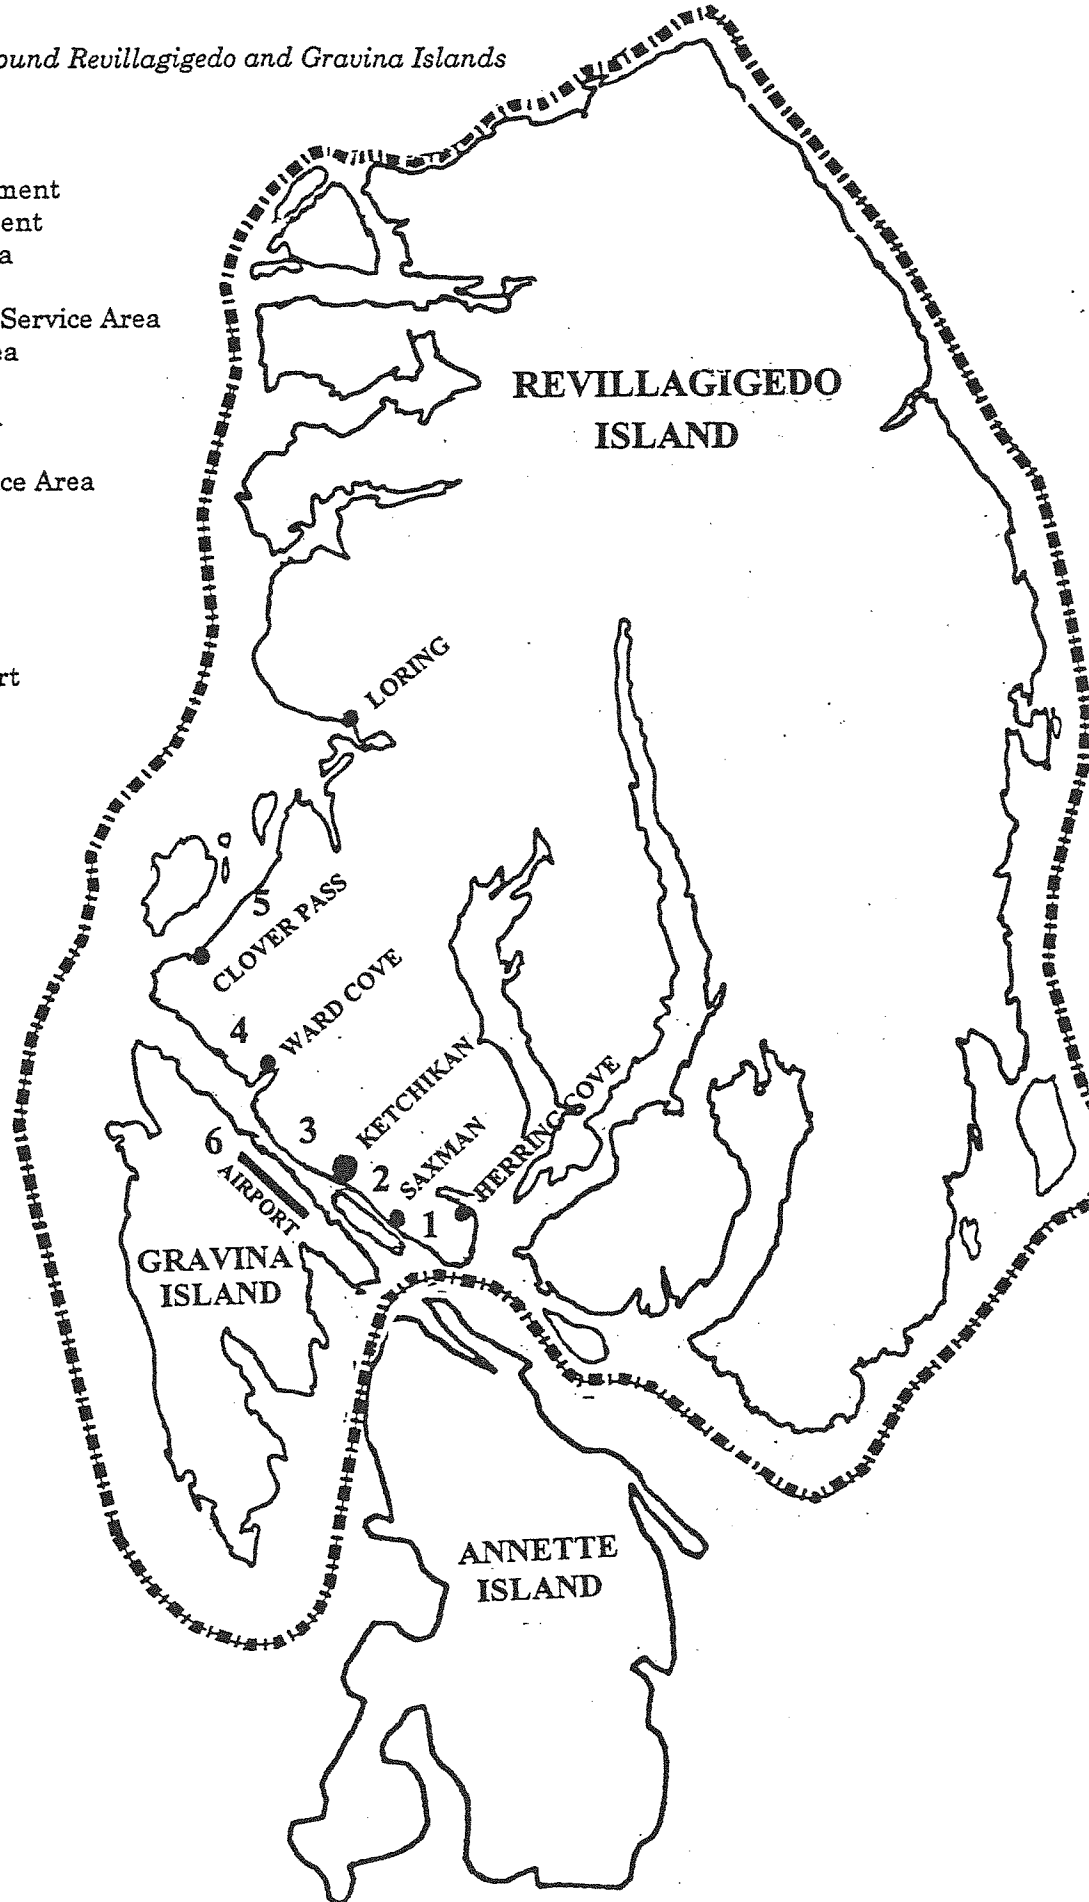 ound Revillagigedo and Gravina Islands
ment
ent
a
Service Area
ea
ce Area
rt
REVILLAGIGEDO
ISLAND
LORING
5
CLOVER PASS
4
WARD COVE
3
KETCHIKAN
6
AIRPORT
2
SAXMAN
1
HERRING COVE
GRAVINA
ISLAND
ANNETTE
ISLAND